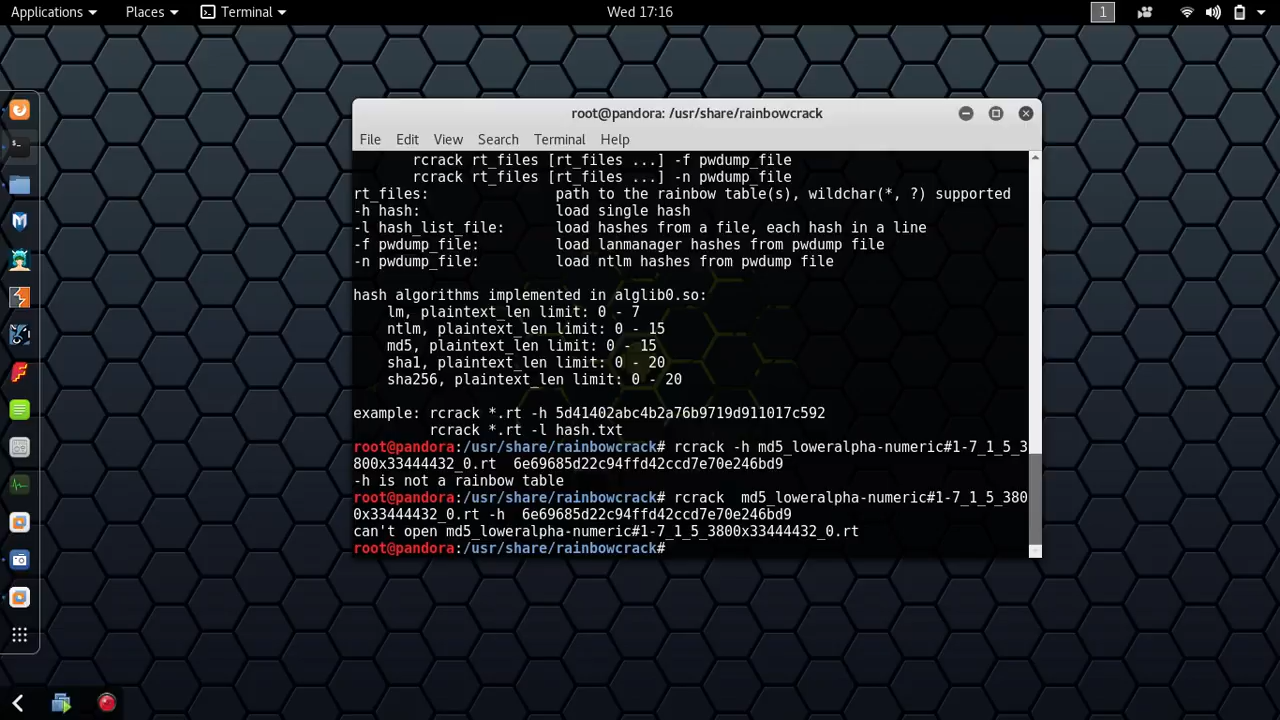 Applications Places Terminal Wed 17:16 1
root@pandora: /usr/share/rainbowcrack
File Edit View Search Terminal Help
rcrack rt_files [rt_files ...] -f pwdump_file
rcrack rt_files [rt_files ...] -n pwdump_file
rt_files: path to the rainbow table(s), wildchar(*, ?) supported
-h hash: load single hash
-l hash_list_file: load hashes from a file, each hash in a line
-f pwdump_file: load lanmanager hashes from pwdump file
-n pwdump_file: load ntlm hashes from pwdump file
hash algorithms implemented in alglib0.so:
lm, plaintext_len limit: 0 - 7
ntlm, plaintext_len limit: 0 - 15
md5, plaintext_len limit: 0 - 15
sha1, plaintext_len limit: 0 - 20
sha256, plaintext_len limit: 0 - 20
example: rcrack *.rt -h 5d41402abc4b2a76b9719d911017c592
rcrack *.rt -l hash.txt
root@pandora:/usr/share/rainbowcrack# rcrack -h md5_loweralpha-numeric#1-7_1_5_3
800x33444432_0.rt 6e69685d22c94ffd42ccd7e70e246bd9
-h is not a rainbow table
root@pandora:/usr/share/rainbowcrack# rcrack md5_loweralpha-numeric#1-7_1_5_380
0x33444432_0.rt -h 6e69685d22c94ffd42ccd7e70e246bd9
can't open md5_loweralpha-numeric#1-7_1_5_3800x33444432_0.rt
root@pandora:/usr/share/rainbowcrack#